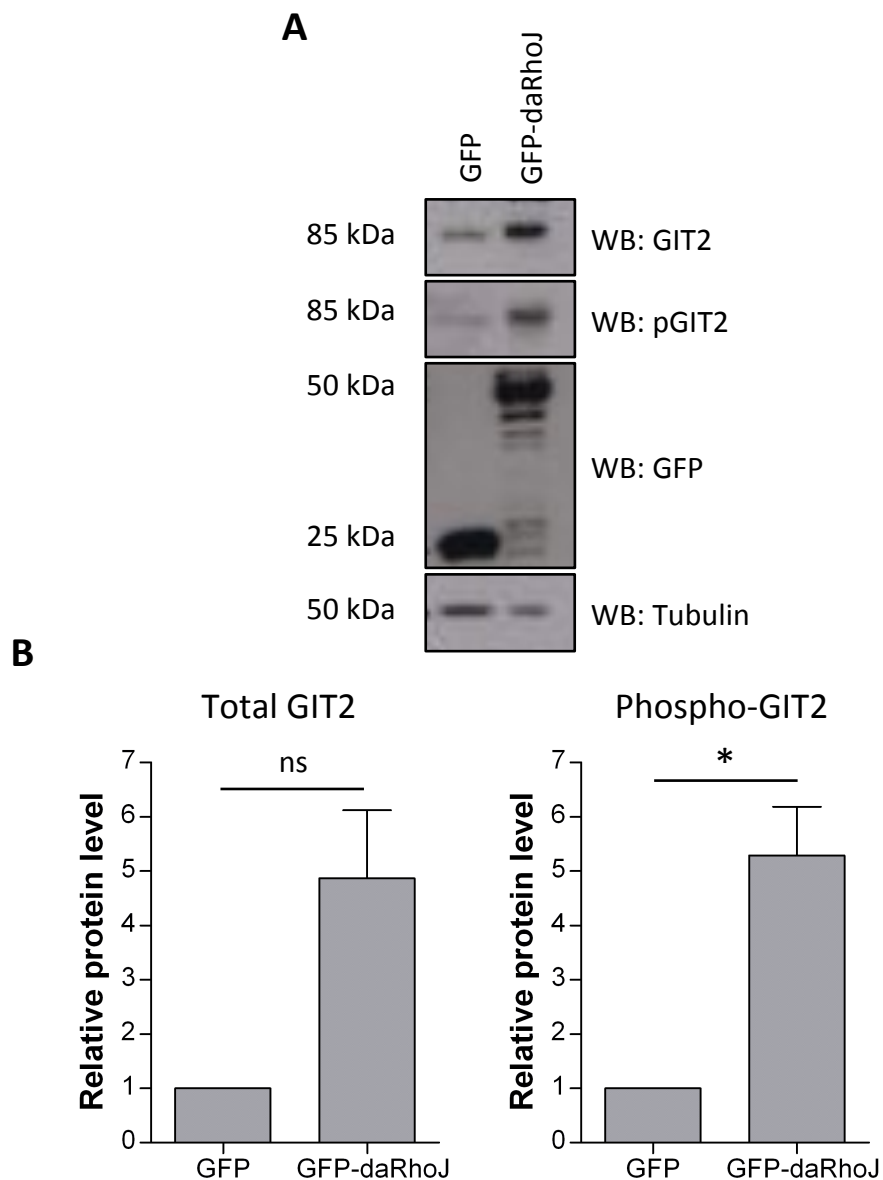 A
GFP
GFP-daRhoJ
85 kDa
WB: GIT2
85 kDa
WB: pGIT2
50 kDa
WB: GFP
25 kDa
50 kDa
WB: Tubulin
B
Total GIT2
Relative protein level
7
6
5
4
3
2
1
0
ns
GFP
GFP-daRhoJ
Phospho-GIT2
Relative protein level
7
6
5
4
3
2
1
0
*
GFP
GFP-daRhoJ